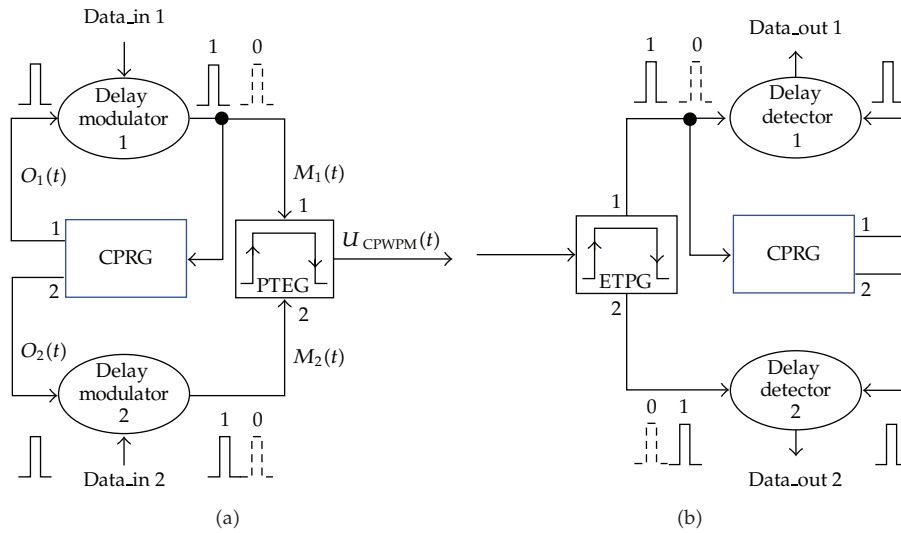 Data_in 1
1
0
Delay
modulator
1
O1(t)
M1(t)
1
1
CPRG
2
PTEG
2
UCPWPM(t)
O2(t)
M2(t)
Delay
modulator
2
1
0
Data_in 2
(a)
Data_out 1
1
0
Delay
detector
1
1
ETPG
2
CPRG
1
2
Delay
detector
2
0
1
Data_out 2
(b)